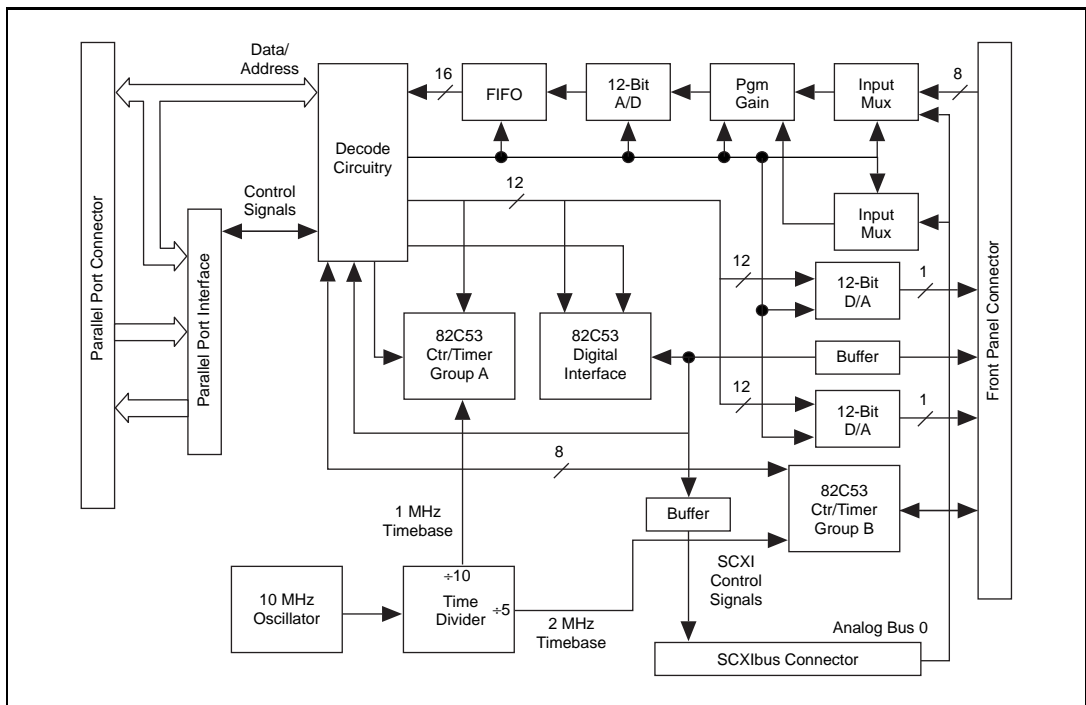 Data/
Address
16
FIFO
12-Bit
A/D
Pgm
Gain
Input
Mux
8
Decode
Circuitry
Control
Signals
12
Input
Mux
Parallel Port Connector
Parallel Port Interface
Front Panel Connector
12
12-Bit
D/A
1
82C53
Ctr/Timer
Group A
82C53
Digital
Interface
Buffer
12
12-Bit
D/A
1
8
82C53
Ctr/Timer
Group B
1 MHz
Timebase
Buffer
SCXI
Control
Signals
10 MHz
Oscillator
÷10
Time
Divider
÷5
2 MHz
Timebase
Analog Bus 0
SCXIbus Connector